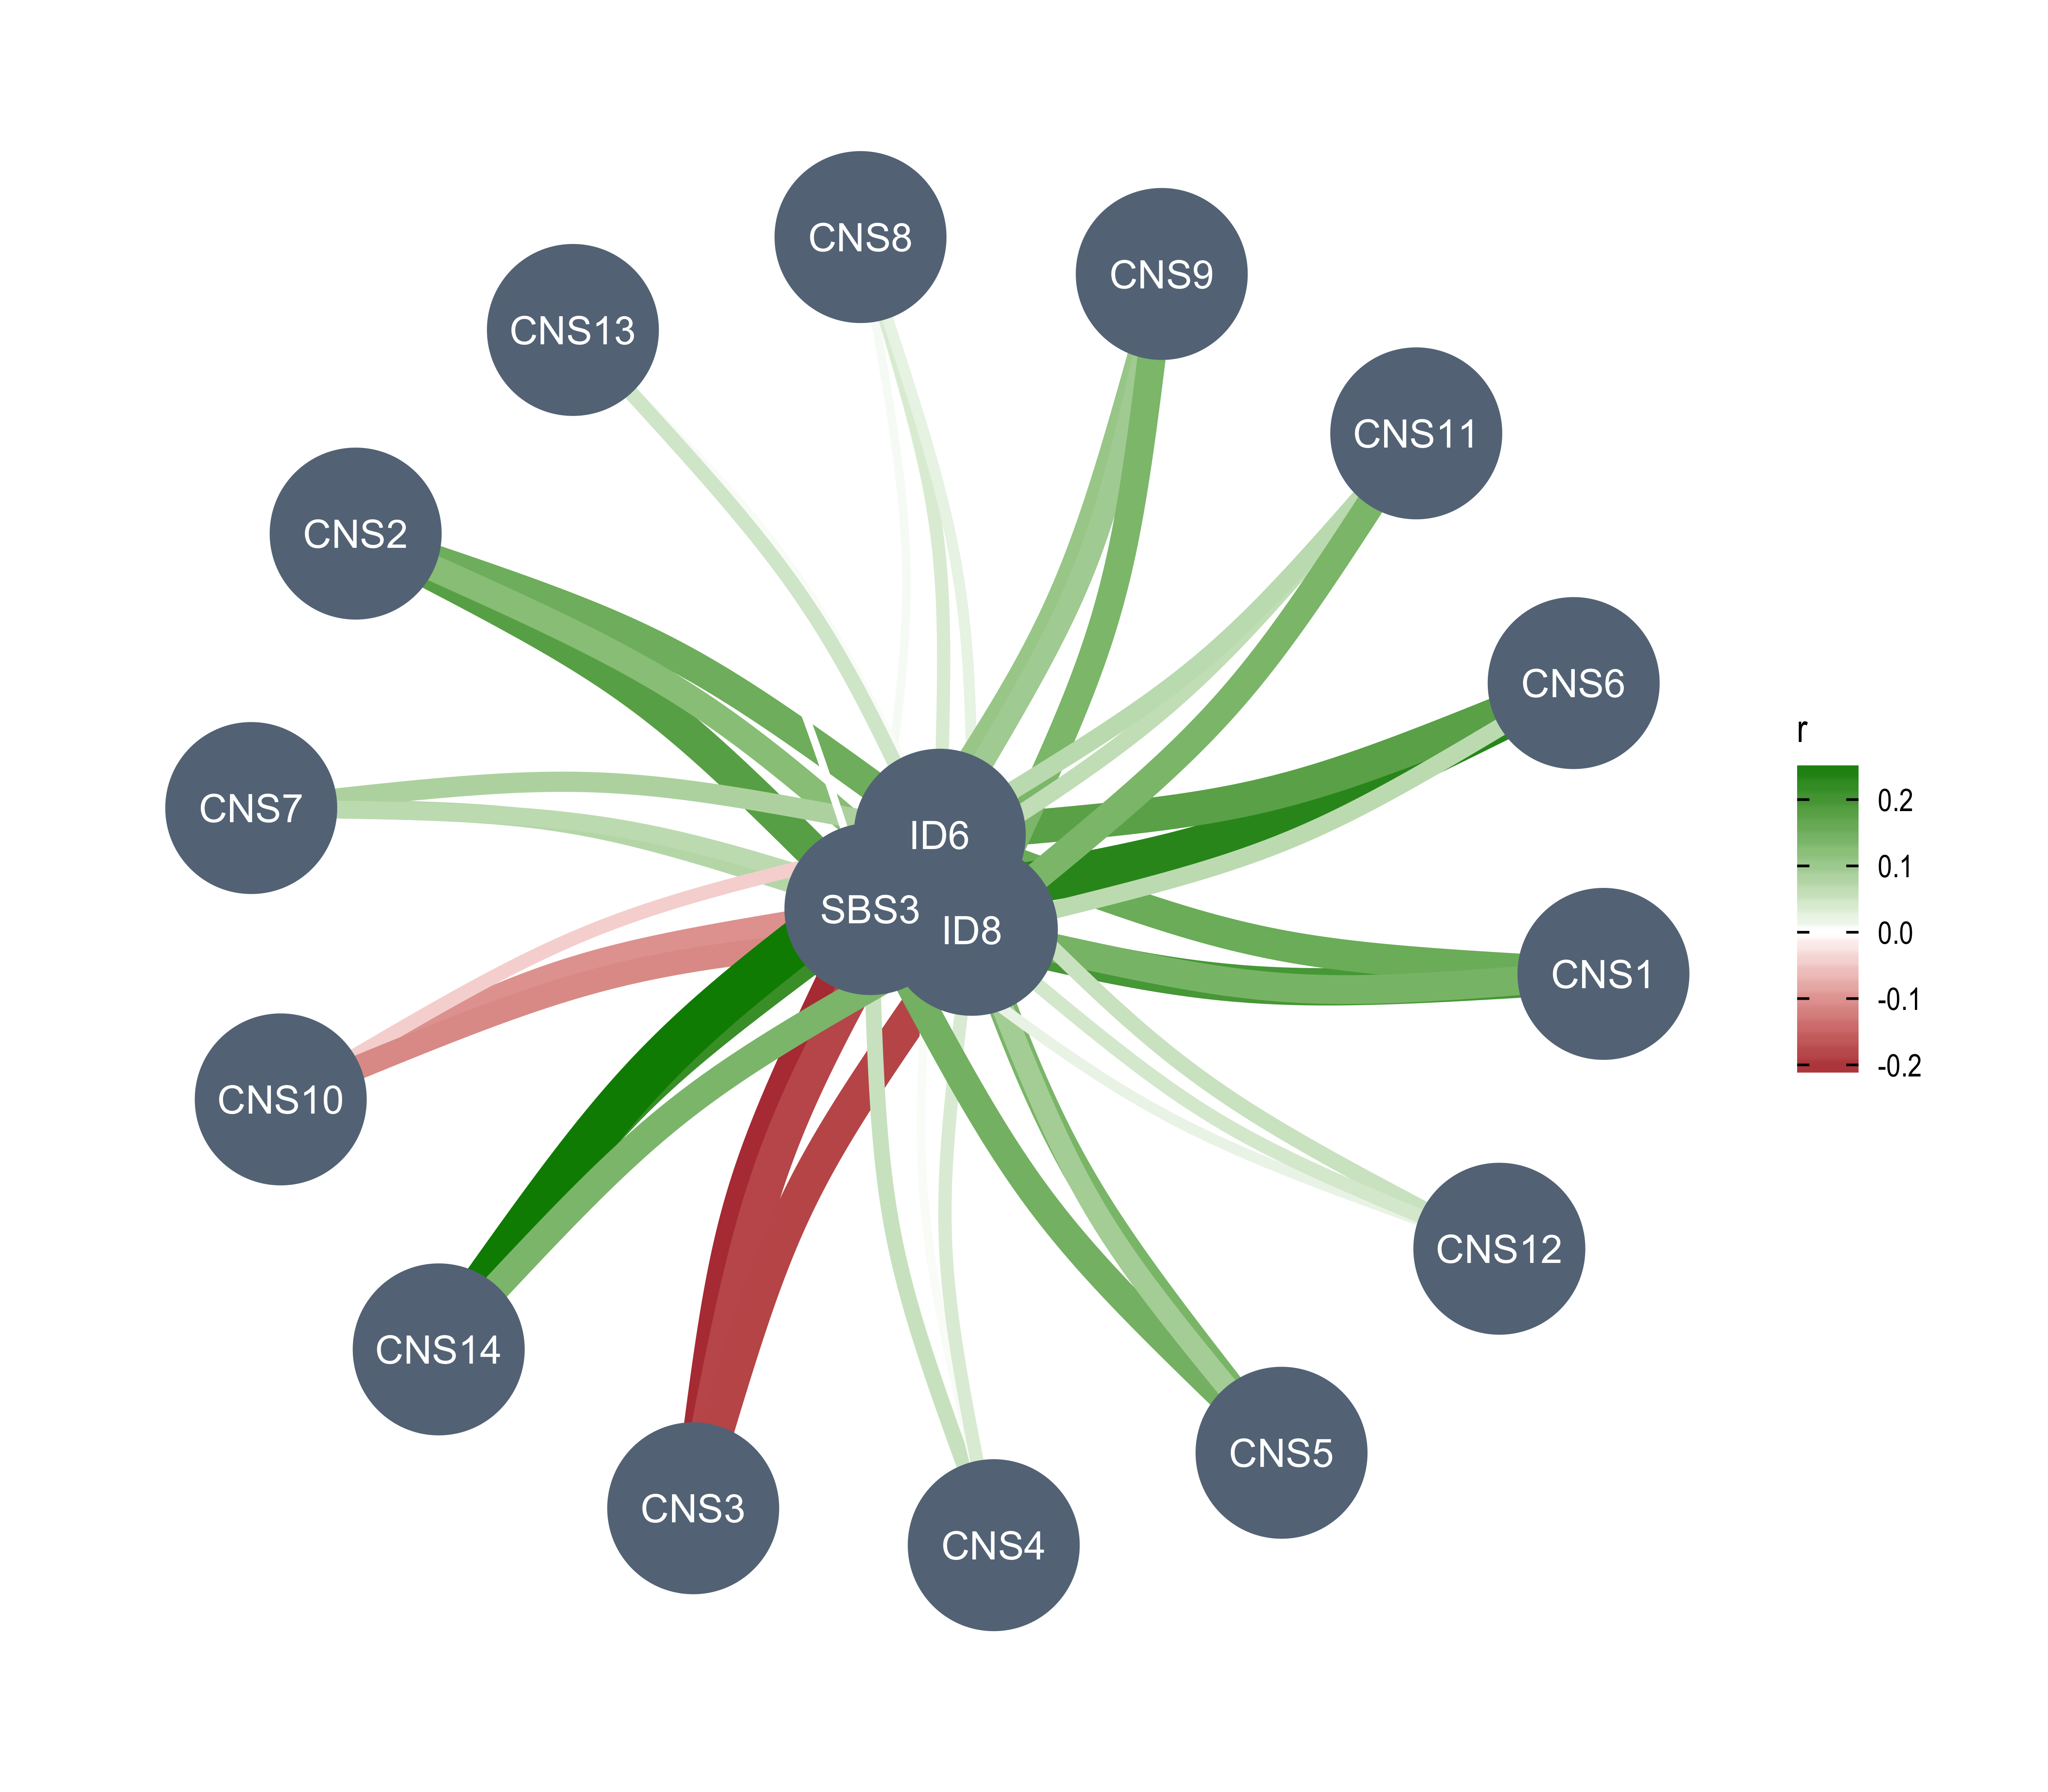 CNS8
CNS9
CNS13
CNS11
CNS2
CNS6
r
CNS7
ID6
0.2
0.1
0.0
-0.1
-0.2
SBS3
ID8
CNS1
CNS10
CNS12
CNS14
CNS5
CNS3
CNS4